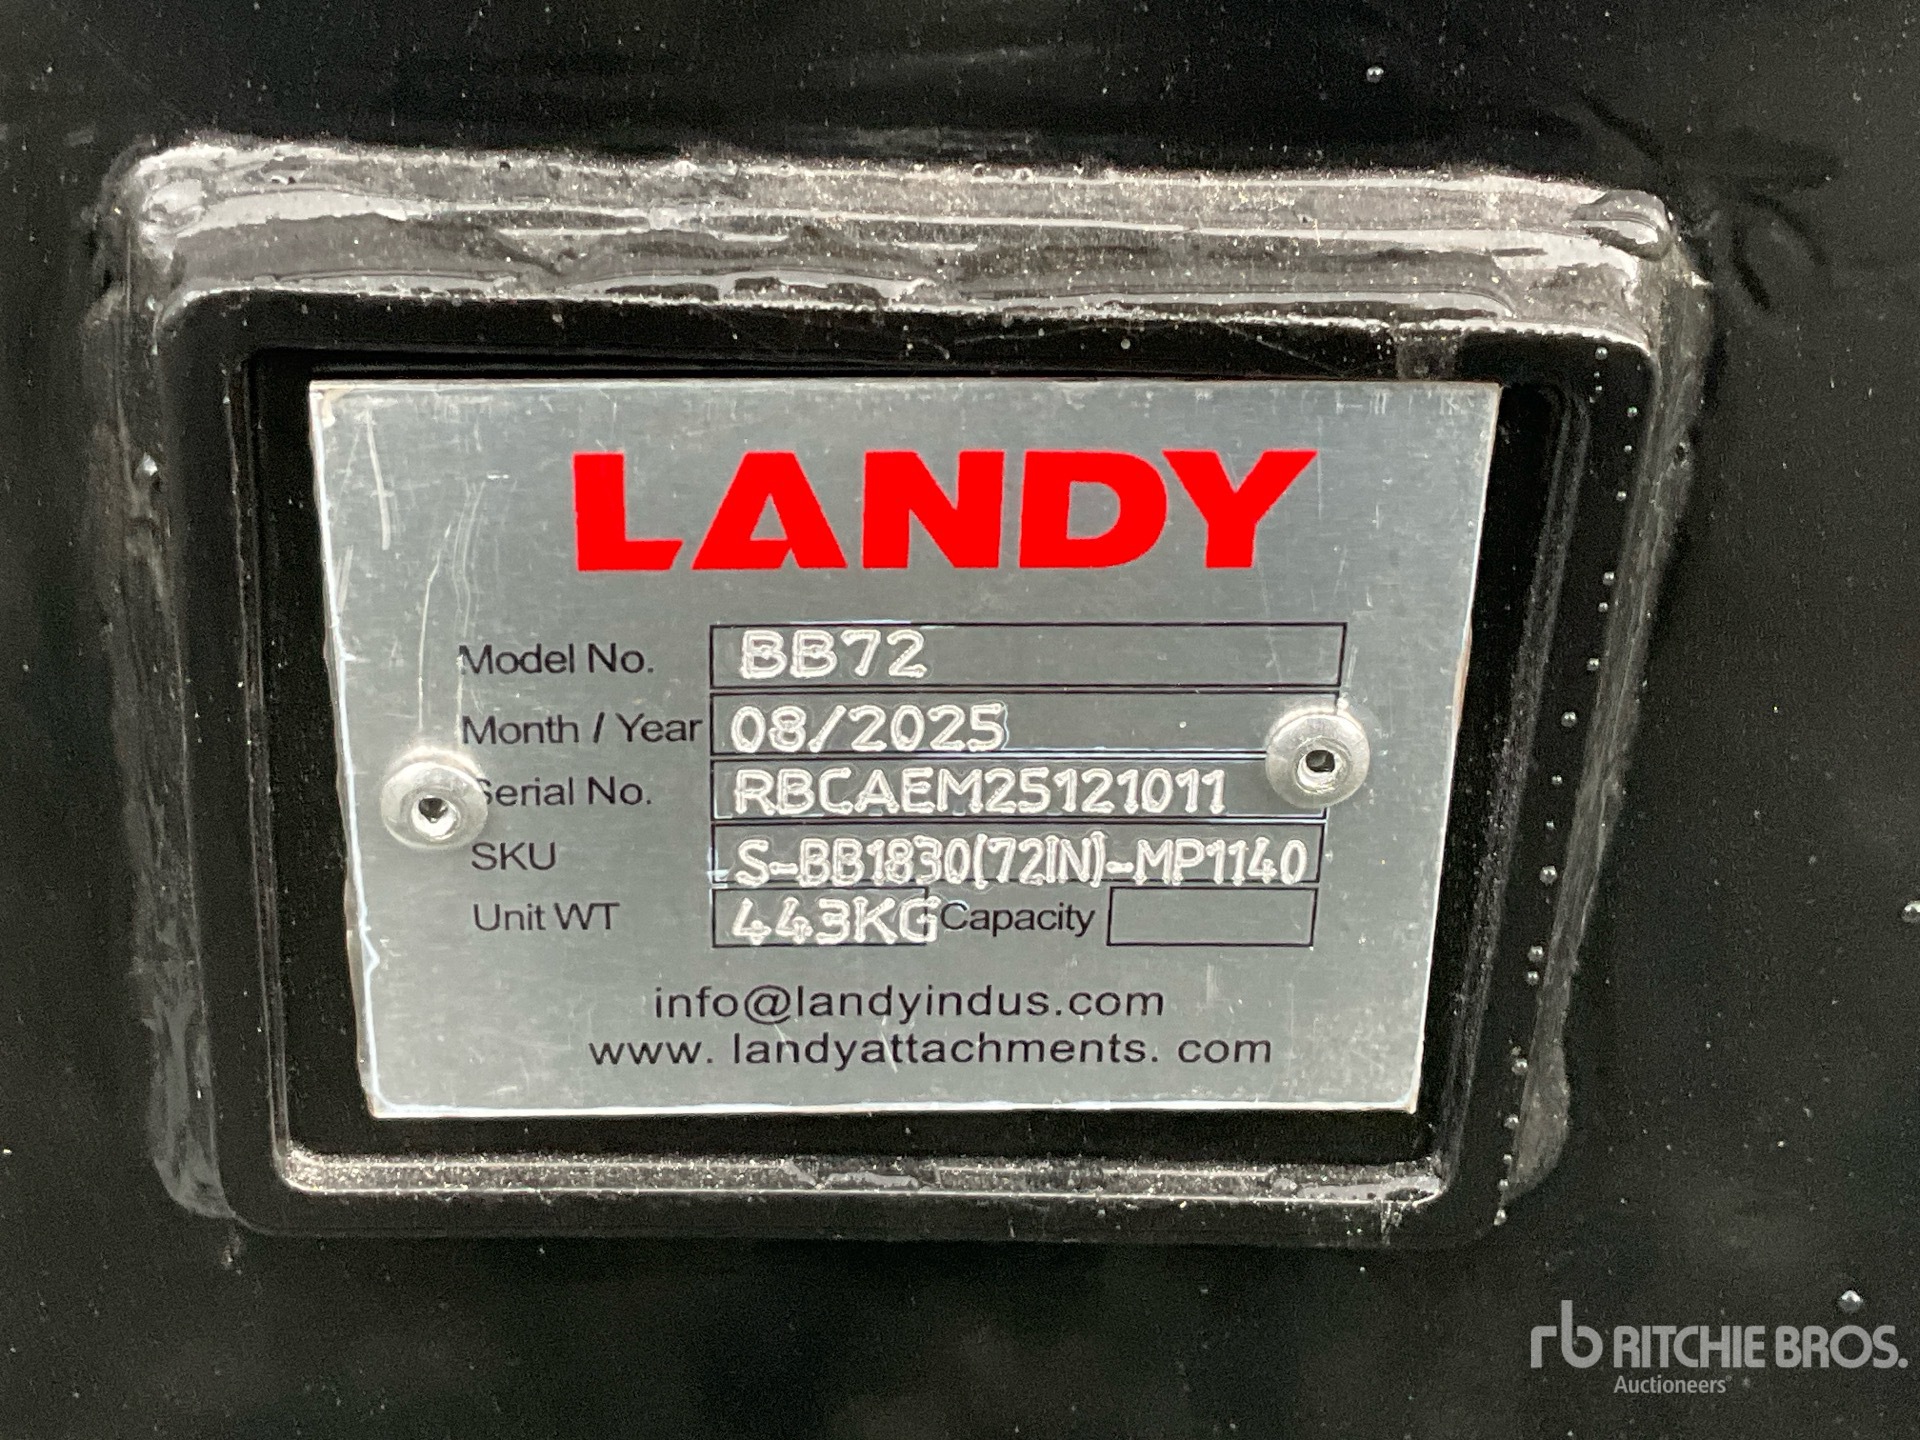 LANDY
Model No. BB72
Month / Year 08/2025
Serial No. RBCAEM25121011
SKU S-BB1830(72IN)-MP1140
Unit WT 443KG Capacity
info@landyindus.com
www. landyattachments. com
rb RITCHIE BROS.
Auctioneers